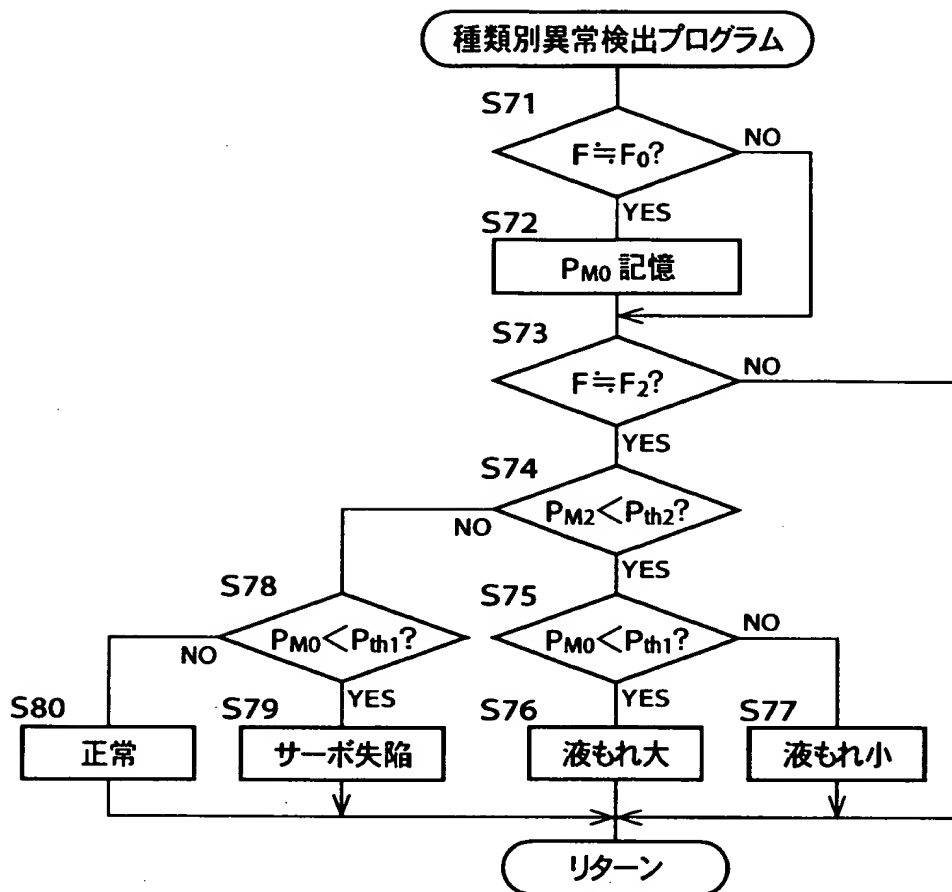 種類別異常検出プログラム
S71
F≒F0?
NO
YES
S72
PM0 記憶
S73
F≒F2?
NO
YES
S74
PM2＜Pth2?
NO
YES
S78
PM0＜Pth1?
NO
YES
S75
PM0＜Pth1?
NO
YES
S80
正常
S79
サーボ失陥
S76
液もれ大
S77
液もれ小
リターン